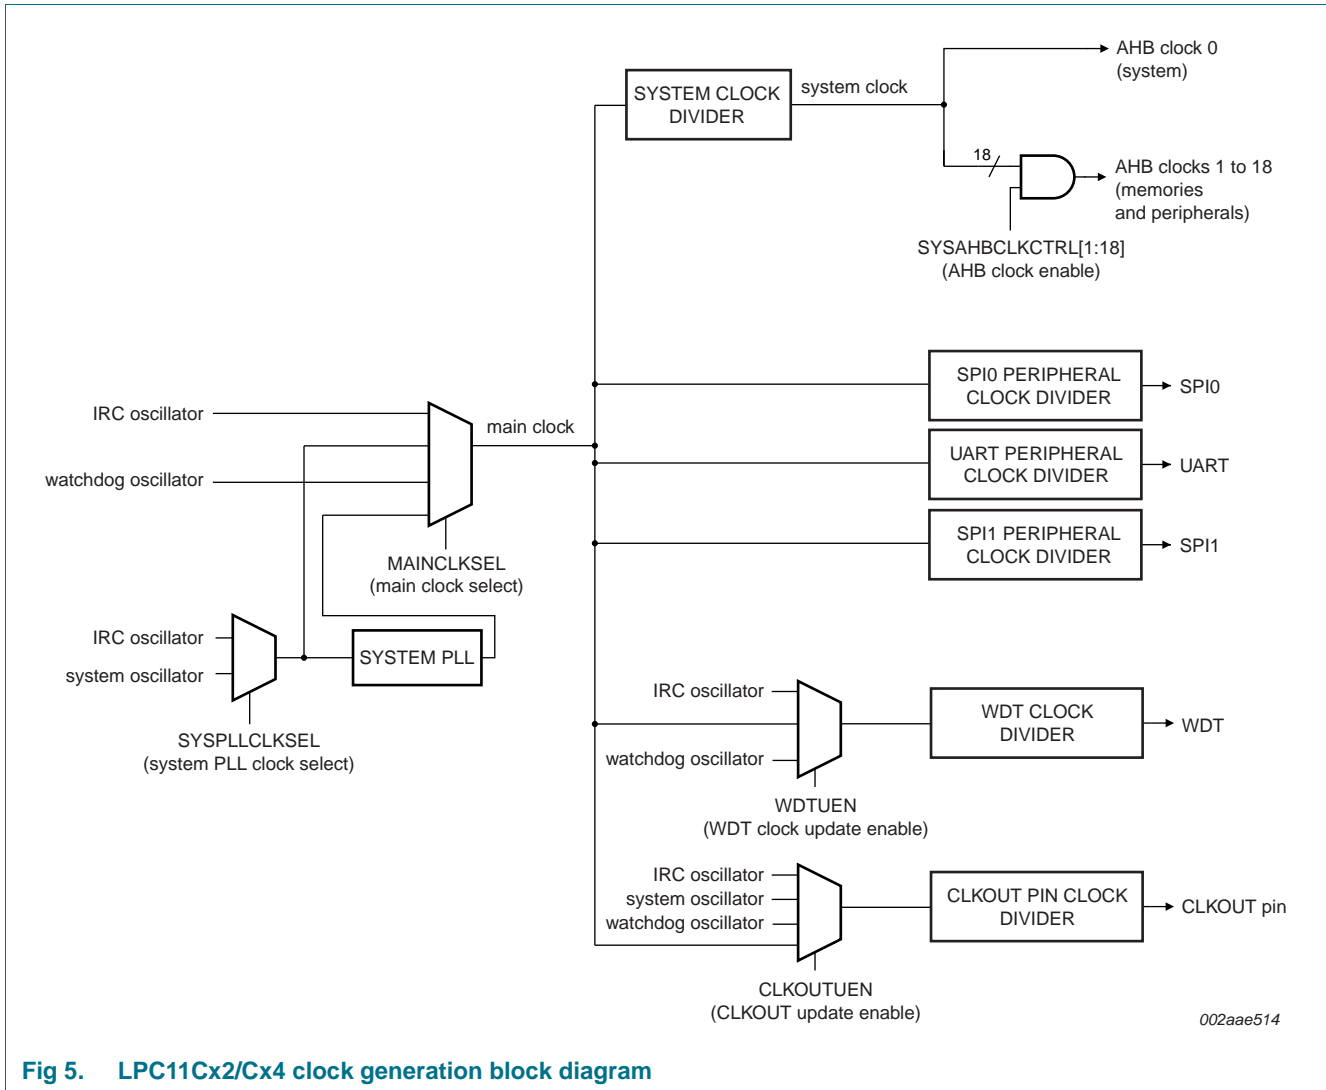 AHB clock 0
(system)
SYSTEM CLOCK
DIVIDER
system clock
18
AHB clocks 1 to 18
(memories
and peripherals)
SYSAHBCLKCTRL[1:18]
(AHB clock enable)
SPI0 PERIPHERAL
CLOCK DIVIDER
SPI0
IRC oscillator
main clock
UART PERIPHERAL
CLOCK DIVIDER
UART
watchdog oscillator
SPI1 PERIPHERAL
CLOCK DIVIDER
SPI1
MAINCLKSEL
(main clock select)
IRC oscillator
system oscillator
SYSTEM PLL
SYSPLLCLKSEL
(system PLL clock select)
IRC oscillator
watchdog oscillator
WDT CLOCK
DIVIDER
WDT
WDTUEN
(WDT clock update enable)
IRC oscillator
system oscillator
watchdog oscillator
CLKOUT PIN CLOCK
DIVIDER
CLKOUT pin
CLKOUTUEN
(CLKOUT update enable)
002aae514
Fig 5. LPC11Cx2/Cx4 clock generation block diagram